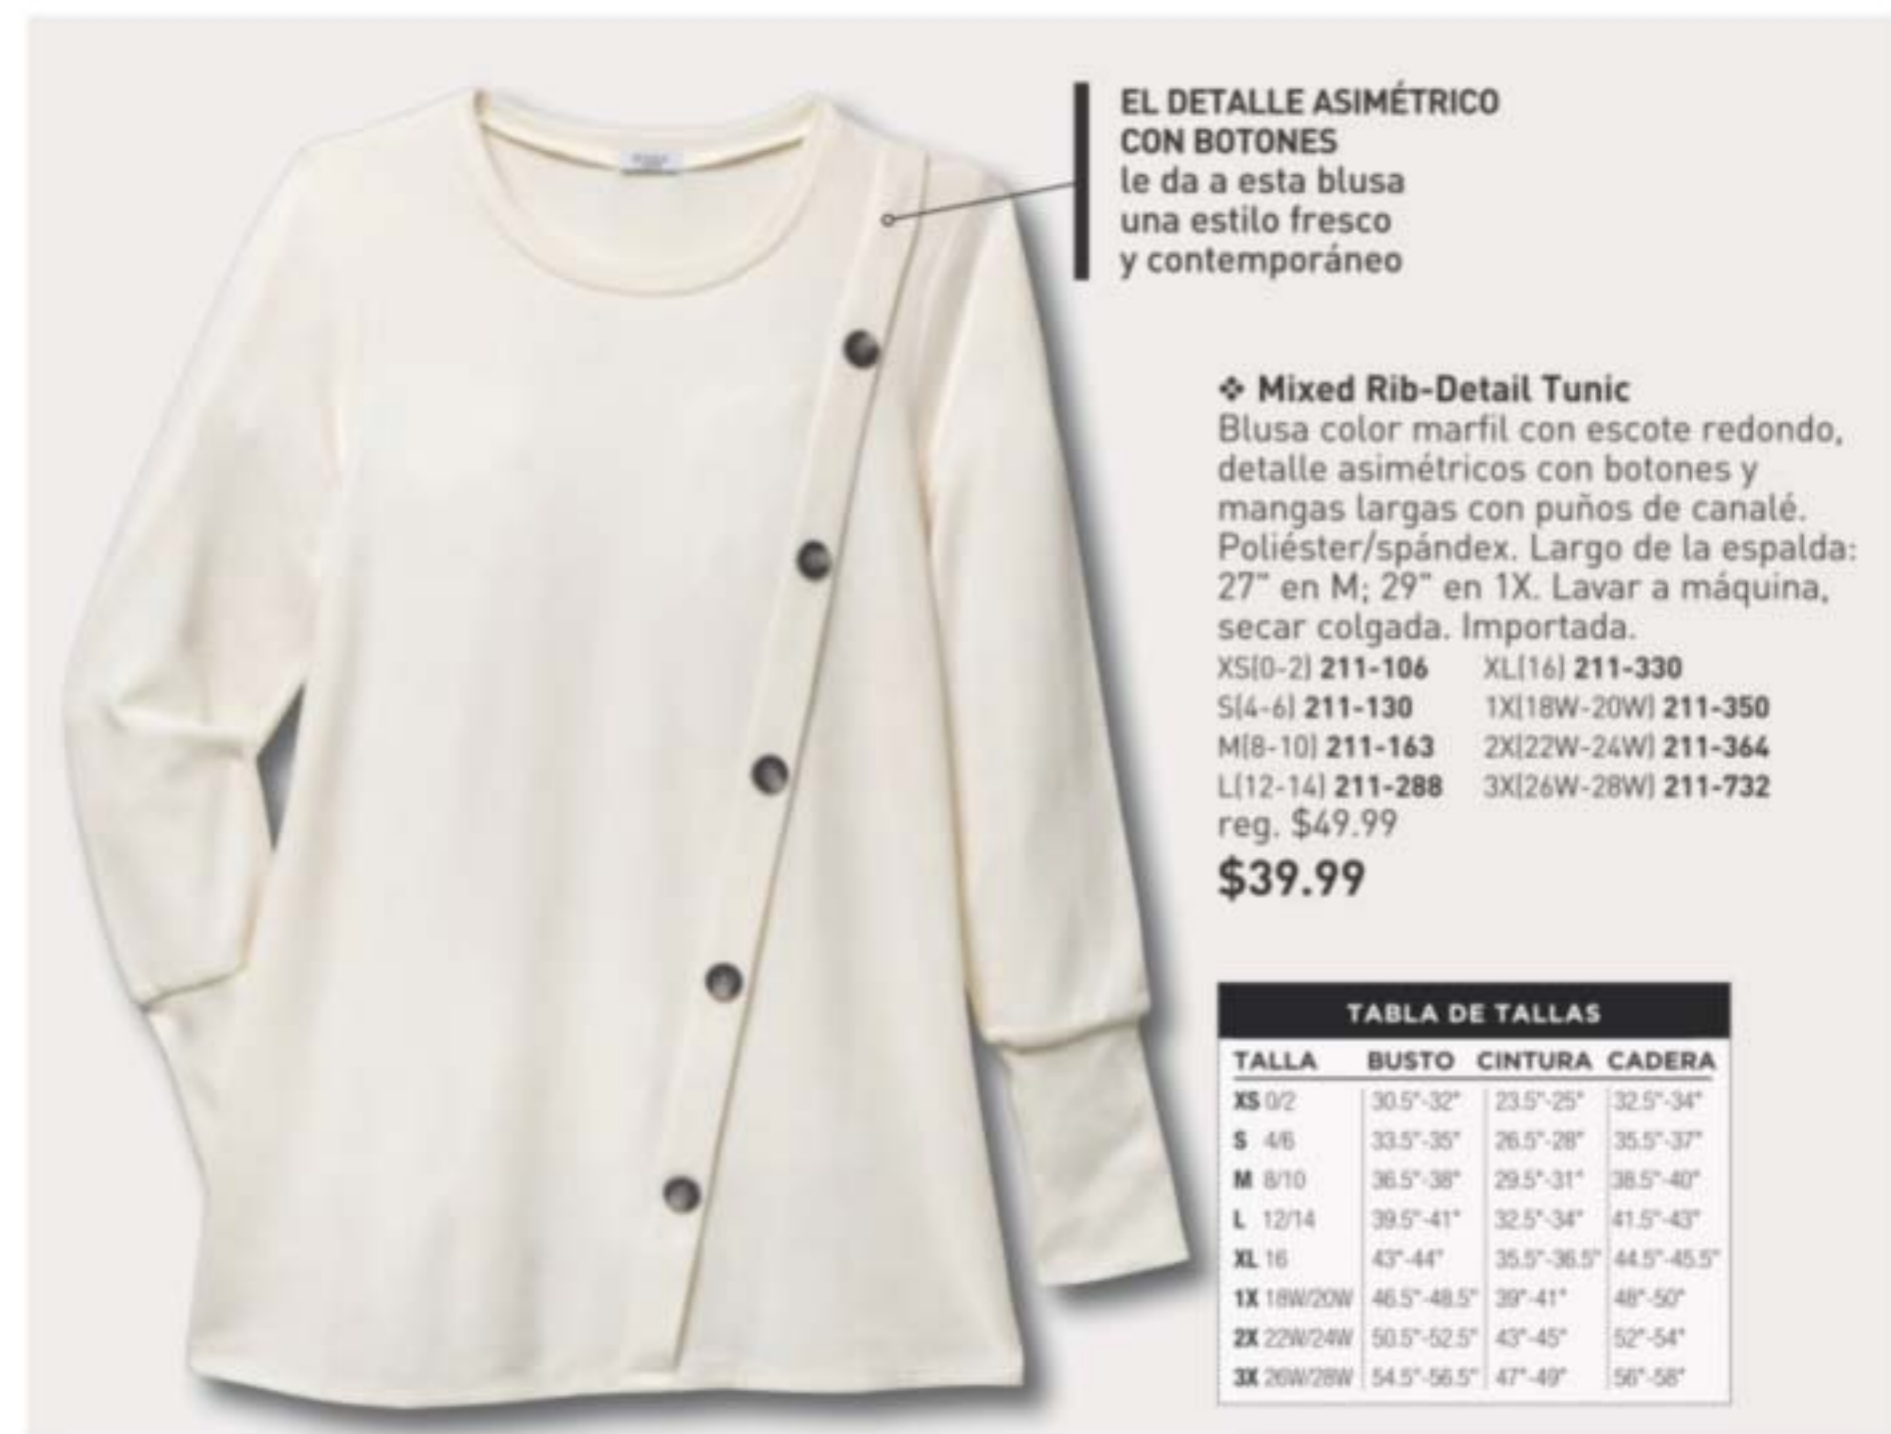 EL DETALLE ASIMÉTRICO
CON BOTONES
le da a esta blusa
una estilo fresco
y contemporáneo
❖ Mixed Rib-Detail Tunic
Blusa color marfil con escote redondo,
detalle asimétricos con botones y
mangas largas con puños de canalé.
Poliéster/spándex. Largo de la espalda:
27" en M; 29" en 1X. Lavar a máquina,
secar colgada. Importada.
XS(0-2) 211-106 XL(16) 211-330
S(4-6) 211-130 1X(18W-20W) 211-350
M(8-10) 211-163 2X(22W-24W) 211-364
L(12-14) 211-288 3X(26W-28W) 211-732
reg. $49.99
$39.99
TABLA DE TALLAS
TALLA BUSTO CINTURA CADERA
XS 0/2 30.5"-32" 23.5"-25" 32.5"-34"
S 4/6 33.5"-35" 26.5"-28" 35.5"-37"
M 8/10 36.5"-38" 29.5"-31" 38.5"-40"
L 12/14 39.5"-41" 32.5"-34" 41.5"-43"
XL 16 43"-44" 35.5"-36.5" 44.5"-45.5"
1X 18W/20W 46.5"-48.5" 39"-41" 48"-50"
2X 22W/24W 50.5"-52.5" 43"-45" 52"-54"
3X 26W/28W 54.5"-56.5" 47"-49" 56"-58"